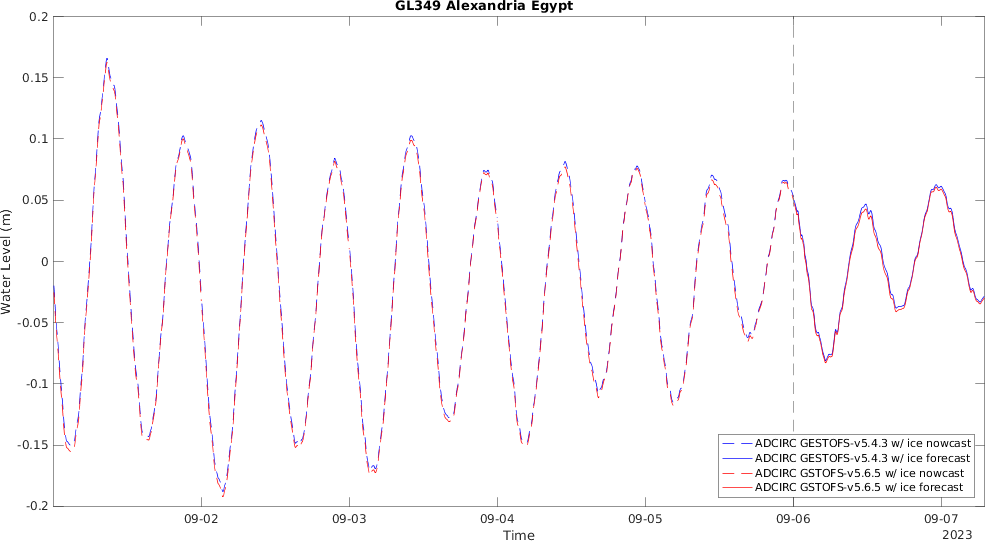 GL349 Alexandria Egypt
Water Level (m)
0.2
0.15
0.1
0.05
0
-0.05
-0.1
-0.15
-0.2
09-02
09-03
09-04
09-05
09-06
09-07
Time
2023
ADCIRC GESTOFS-v5.4.3 w/ ice nowcast
ADCIRC GESTOFS-v5.4.3 w/ ice forecast
ADCIRC GSTOFS-v5.6.5 w/ ice nowcast
ADCIRC GSTOFS-v5.6.5 w/ ice forecast